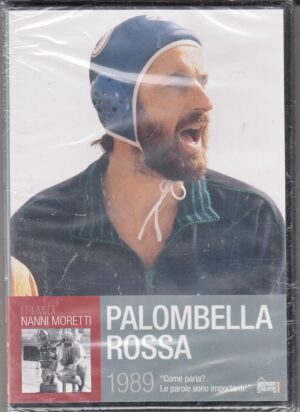 I FILM DI
NANNI MORETTI
PALOMBELLA
ROSSA
1989
"Come parla?
Le parole sono importanti!"